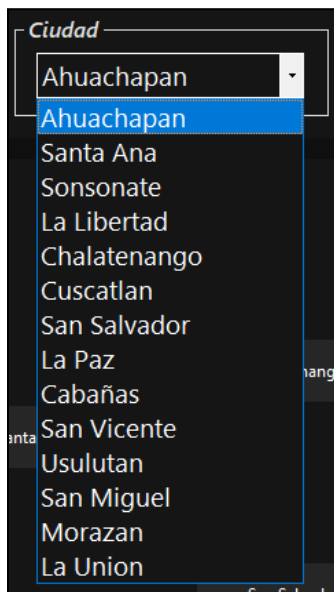 Ciudad
Ahuachapan
Ahuachapan
Santa Ana
Sonsonate
La Libertad
Chalatenango
Cuscatlan
San Salvador
La Paz
Cabañas
San Vicente
Usulutan
San Miguel
Morazan
La Union